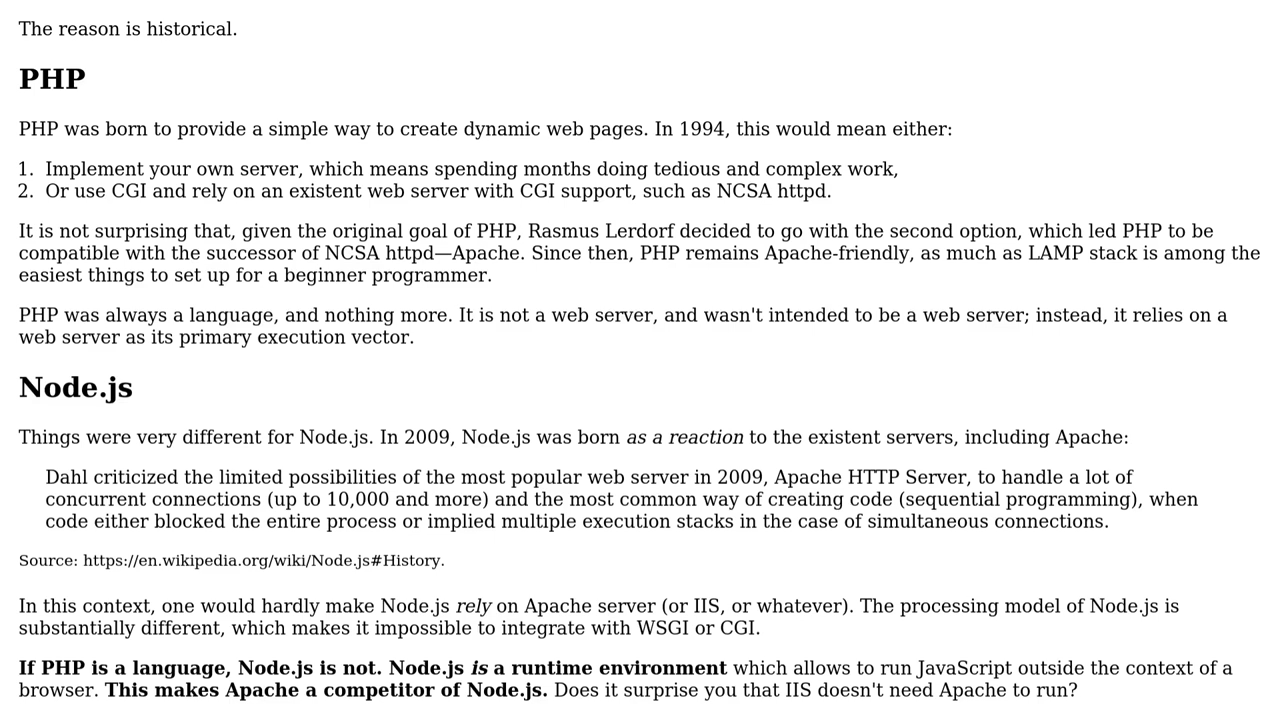 The reason is historical.
PHP
PHP was born to provide a simple way to create dynamic web pages. In 1994, this would mean either:
1. Implement your own server, which means spending months doing tedious and complex work,
2. Or use CGI and rely on an existent web server with CGI support, such as NCSA httpd.
It is not surprising that, given the original goal of PHP, Rasmus Lerdorf decided to go with the second option, which led PHP to be
compatible with the successor of NCSA httpd—Apache. Since then, PHP remains Apache-friendly, as much as LAMP stack is among the
easiest things to set up for a beginner programmer.
PHP was always a language, and nothing more. It is not a web server, and wasn't intended to be a web server; instead, it relies on a
web server as its primary execution vector.
Node.js
Things were very different for Node.js. In 2009, Node.js was born as a reaction to the existent servers, including Apache:
Dahl criticized the limited possibilities of the most popular web server in 2009, Apache HTTP Server, to handle a lot of
concurrent connections (up to 10,000 and more) and the most common way of creating code (sequential programming), when
code either blocked the entire process or implied multiple execution stacks in the case of simultaneous connections.
Source: https://en.wikipedia.org/wiki/Node.js#History.
In this context, one would hardly make Node.js rely on Apache server (or IIS, or whatever). The processing model of Node.js is
substantially different, which makes it impossible to integrate with WSGI or CGI.
If PHP is a language, Node.js is not. Node.js is a runtime environment which allows to run JavaScript outside the context of a
browser. This makes Apache a competitor of Node.js. Does it surprise you that IIS doesn't need Apache to run?